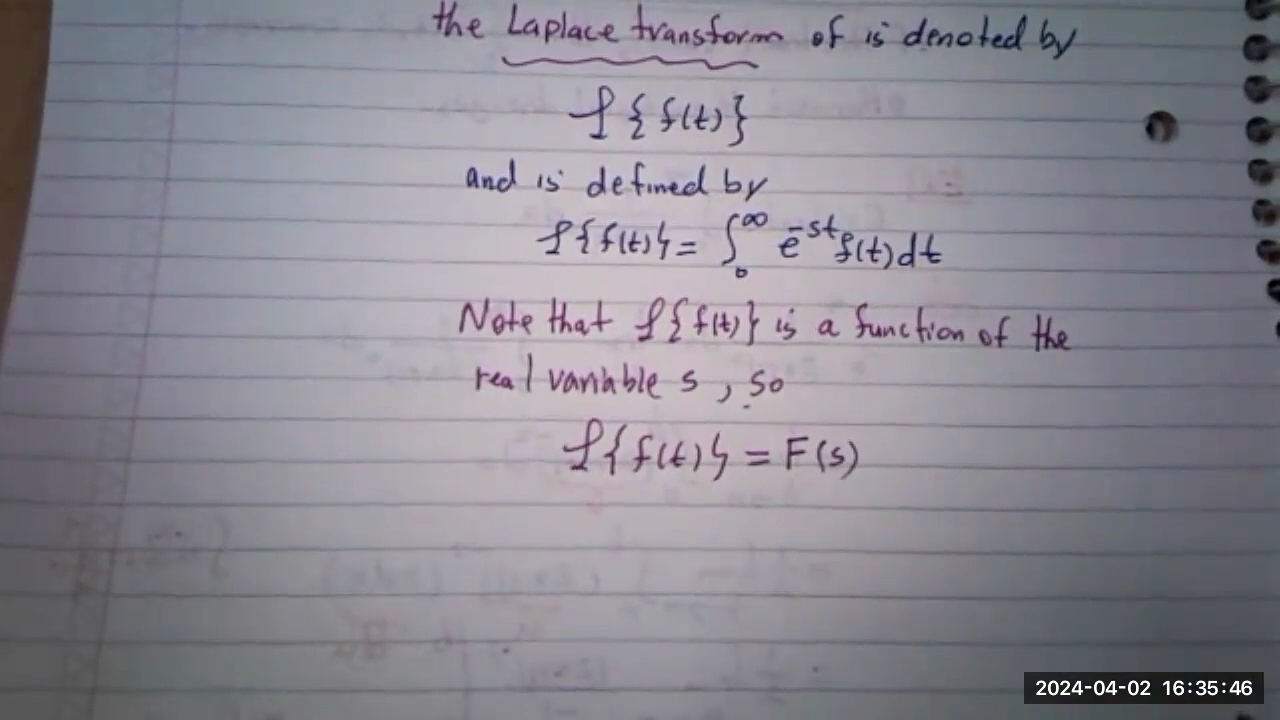 the Laplace transform of is denoted by
ℒ{f(t)}
and is defined by
ℒ{f(t)} = ∫₀^∞ e^-st f(t) dt
Note that ℒ{f(t)} is a function of the
real variable s, so
ℒ{f(t)} = F(s)
2024-04-02 16:35:46